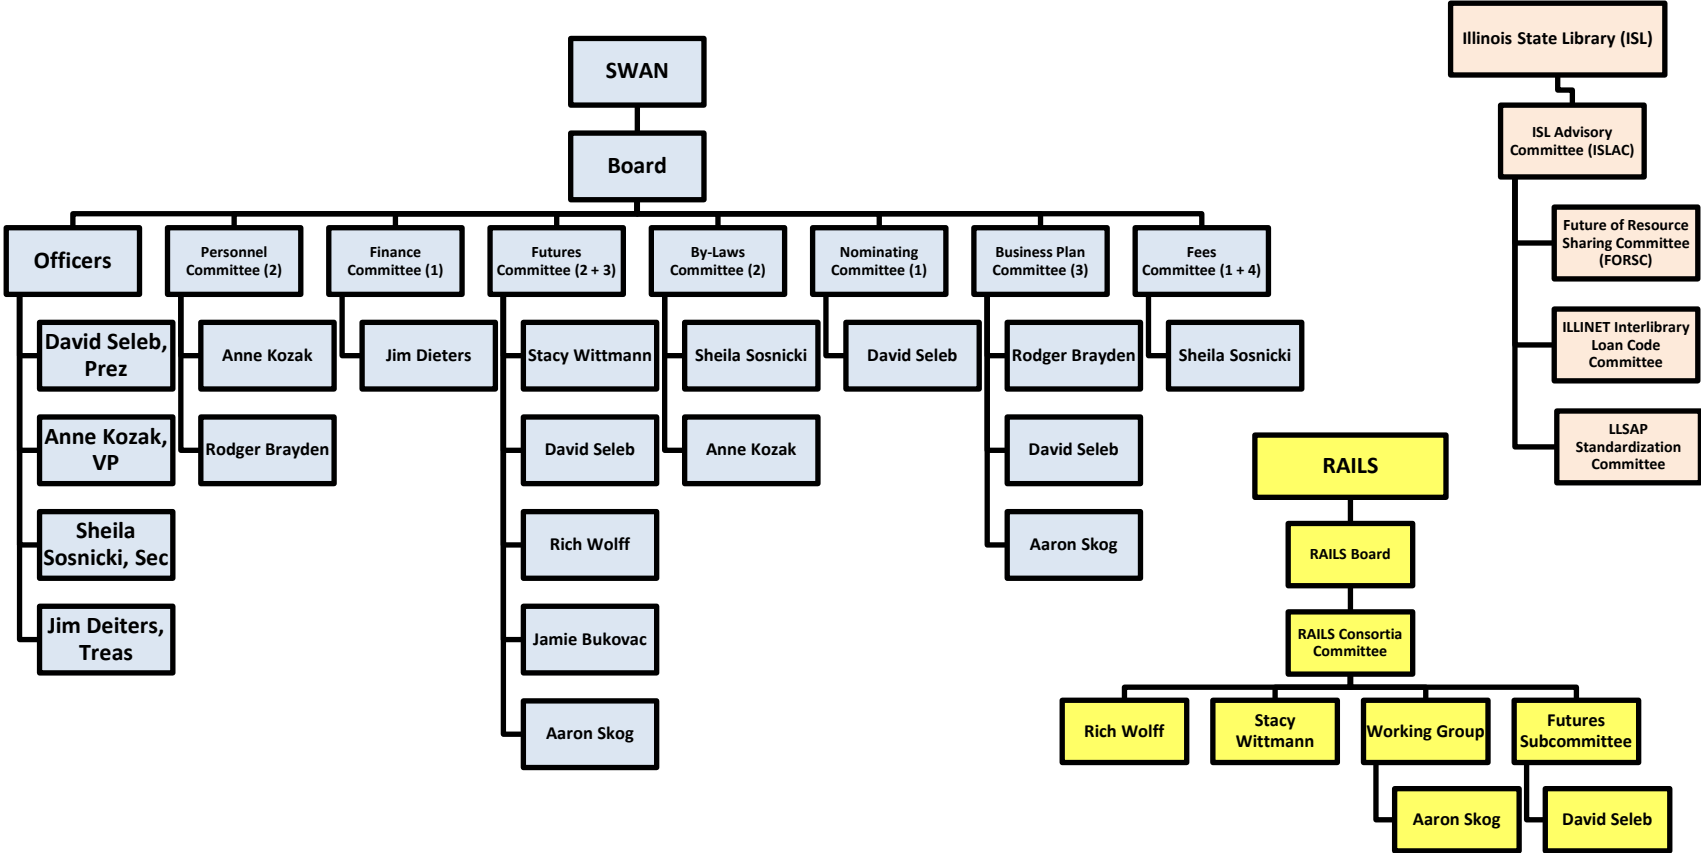 SWAN
Board
Officers
David Seleb,
Prez
Anne Kozak,
VP
Sheila
Sosnicki, Sec
Jim Deiters,
Treas
Personnel
Committee (2)
Anne Kozak
Rodger Brayden
Finance
Committee (1)
Jim Dieters
Futures
Committee (2 + 3)
Stacy Wittmann
David Seleb
Rich Wolff
Jamie Bukovac
Aaron Skog
By-Laws
Committee (2)
Sheila Sosnicki
Anne Kozak
Nominating
Committee (1)
David Seleb
Business Plan
Committee (3)
Rodger Brayden
David Seleb
Aaron Skog
Fees
Committee (1 + 4)
Sheila Sosnicki
Illinois State Library (ISL)
ISL Advisory
Committee (ISLAC)
Future of Resource
Sharing Committee
(FORSC)
ILLINET Interlibrary
Loan Code
Committee
LLSAP
Standardization
Committee
RAILS
RAILS Board
RAILS Consortia
Committee
Rich Wolff
Stacy
Wittmann
Working Group
Aaron Skog
Futures
Subcommittee
David Seleb